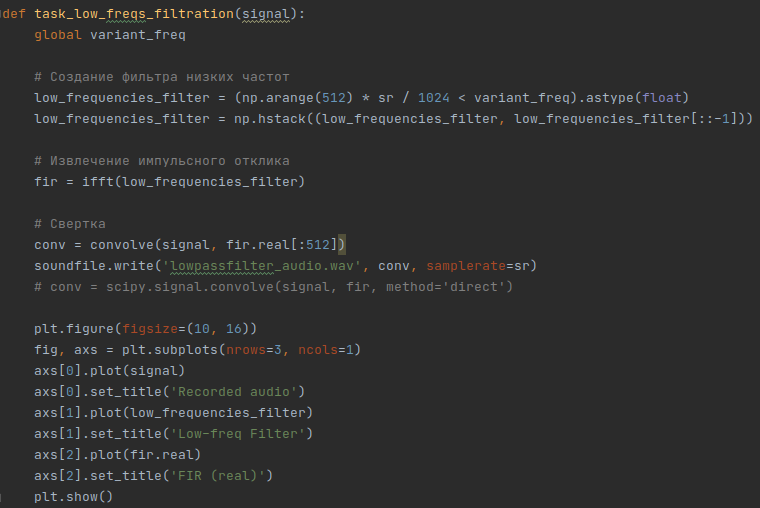 def task_low_freqs_filtration(signal):
    global variant_freq

    # Создание фильтра низких частот
    low_frequencies_filter = (np.arange(512) * sr / 1024 < variant_freq).astype(float)
    low_frequencies_filter = np.hstack((low_frequencies_filter, low_frequencies_filter[::-1]))

    # Извлечение импульсного отклика
    fir = ifft(low_frequencies_filter)

    # Свертка
    conv = convolve(signal, fir.real[:512])
    soundfile.write('lowpassfilter_audio.wav', conv, samplerate=sr)
    # conv = scipy.signal.convolve(signal, fir, method='direct')

    plt.figure(figsize=(10, 16))
    fig, axs = plt.subplots(nrows=3, ncols=1)
    axs[0].plot(signal)
    axs[0].set_title('Recorded audio')
    axs[1].plot(low_frequencies_filter)
    axs[1].set_title('Low-freq Filter')
    axs[2].plot(fir.real)
    axs[2].set_title('FIR (real)')
    plt.show()